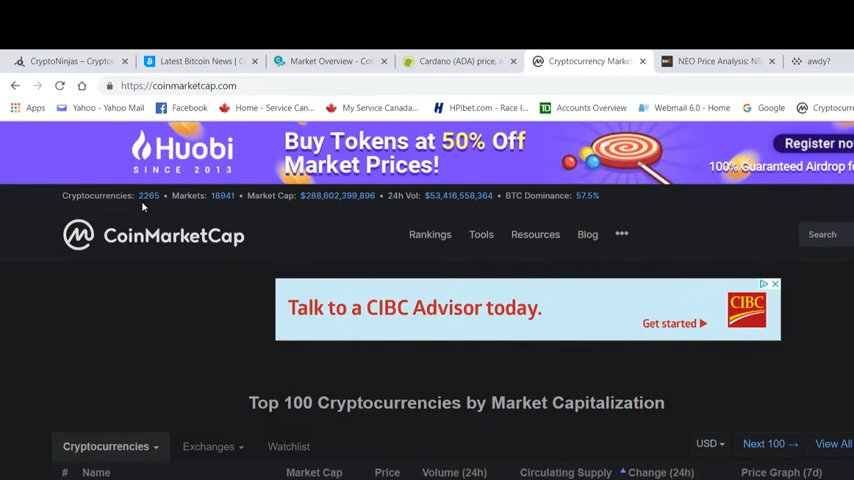 CryptoNinjas – Cryptoc
Latest Bitcoin News | C
Market Overview - Coi
Cardano (ADA) price, m
Cryptocurrency Marke
NEO Price Analysis: NE
awdy?
https://coinmarketcap.com
Apps
Yahoo - Yahoo Mail
Facebook
Home - Service Can...
My Service Canada...
HPIbet.com - Race I...
TD
Accounts Overview
Webmail 6.0 - Home
Google
Cryptocurre
Huobi
SINCE 2013
Buy Tokens at 50% Off
Market Prices!
Register no
100% Guaranteed Airdrop fo
Cryptocurrencies: 2265 • Markets: 18941 • Market Cap: $288,602,399,896 • 24h Vol: $53,416,558,364 • BTC Dominance: 57.5%
CoinMarketCap
Rankings
Tools
Resources
Blog
•••
Search
Talk to a CIBC Advisor today.
CIBC
Get started
Top 100 Cryptocurrencies by Market Capitalization
Cryptocurrencies
Exchanges
Watchlist
USD
Next 100 →
View All
# Name Market Cap Price Volume (24h) Circulating Supply Change (24h) Price Graph (7d)